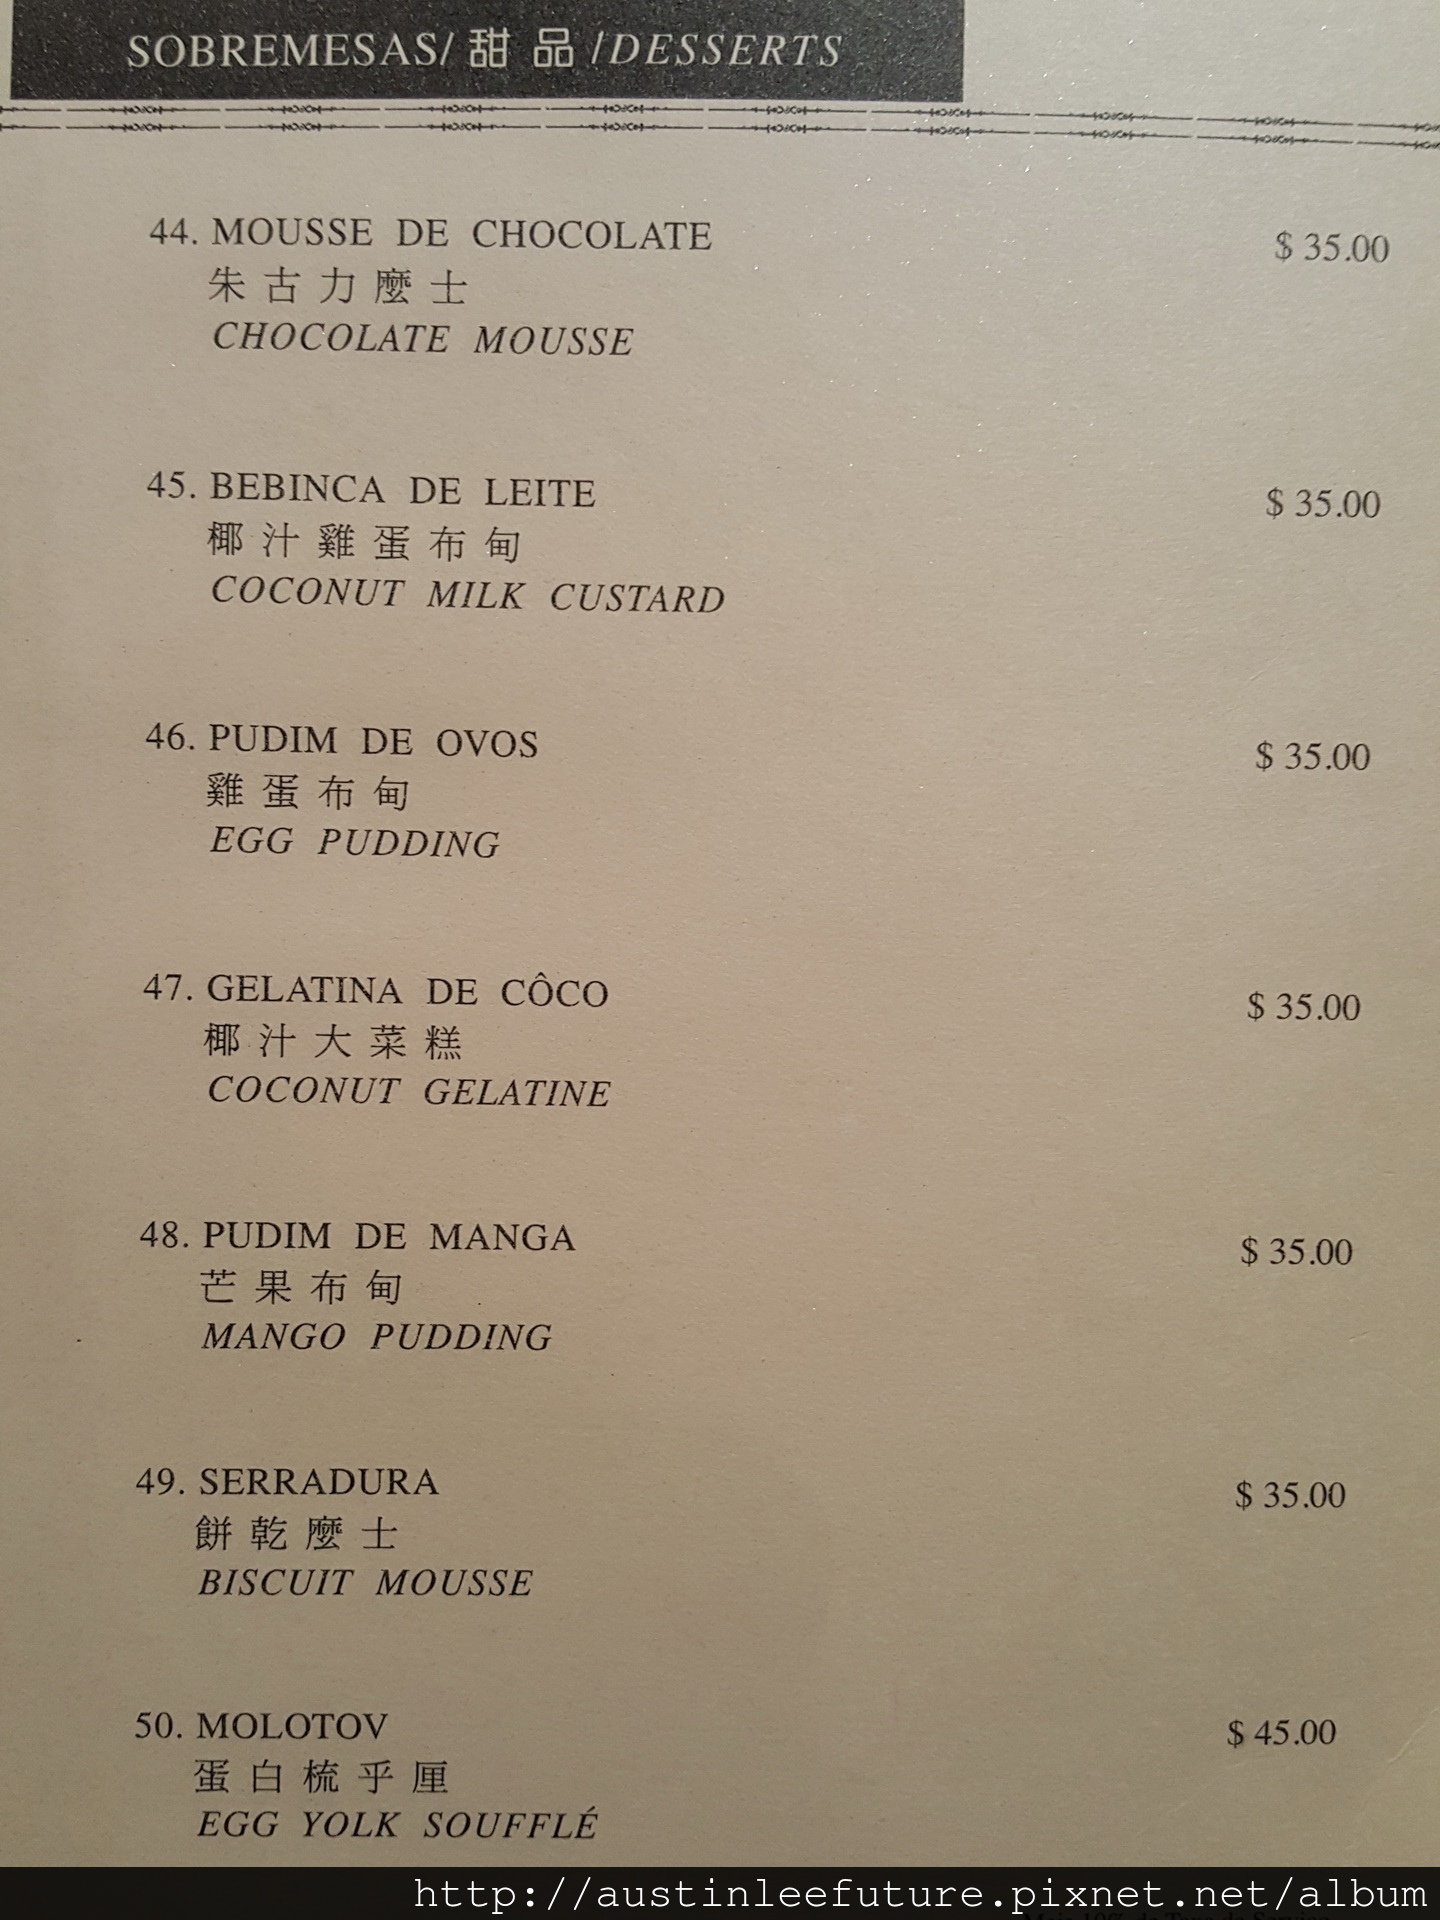 SOBREMESAS/ 甜品 /DESSERTS
44. MOUSSE DE CHOCOLATE $ 35.00
朱古力麼士
CHOCOLATE MOUSSE
45. BEBINCA DE LEITE $ 35.00
椰汁雞蛋布甸
COCONUT MILK CUSTARD
46. PUDIM DE OVOS $ 35.00
雞蛋布甸
EGG PUDDING
47. GELATINA DE CÔCO $ 35.00
椰汁大菜糕
COCONUT GELATINE
48. PUDIM DE MANGA $ 35.00
芒果布甸
MANGO PUDDING
49. SERRADURA $ 35.00
餅乾麼士
BISCUIT MOUSSE
50. MOLOTOV $ 45.00
蛋白梳乎厘
EGG YOLK SOUFFLÉ
http://austinleefuture.pixnet.net/album